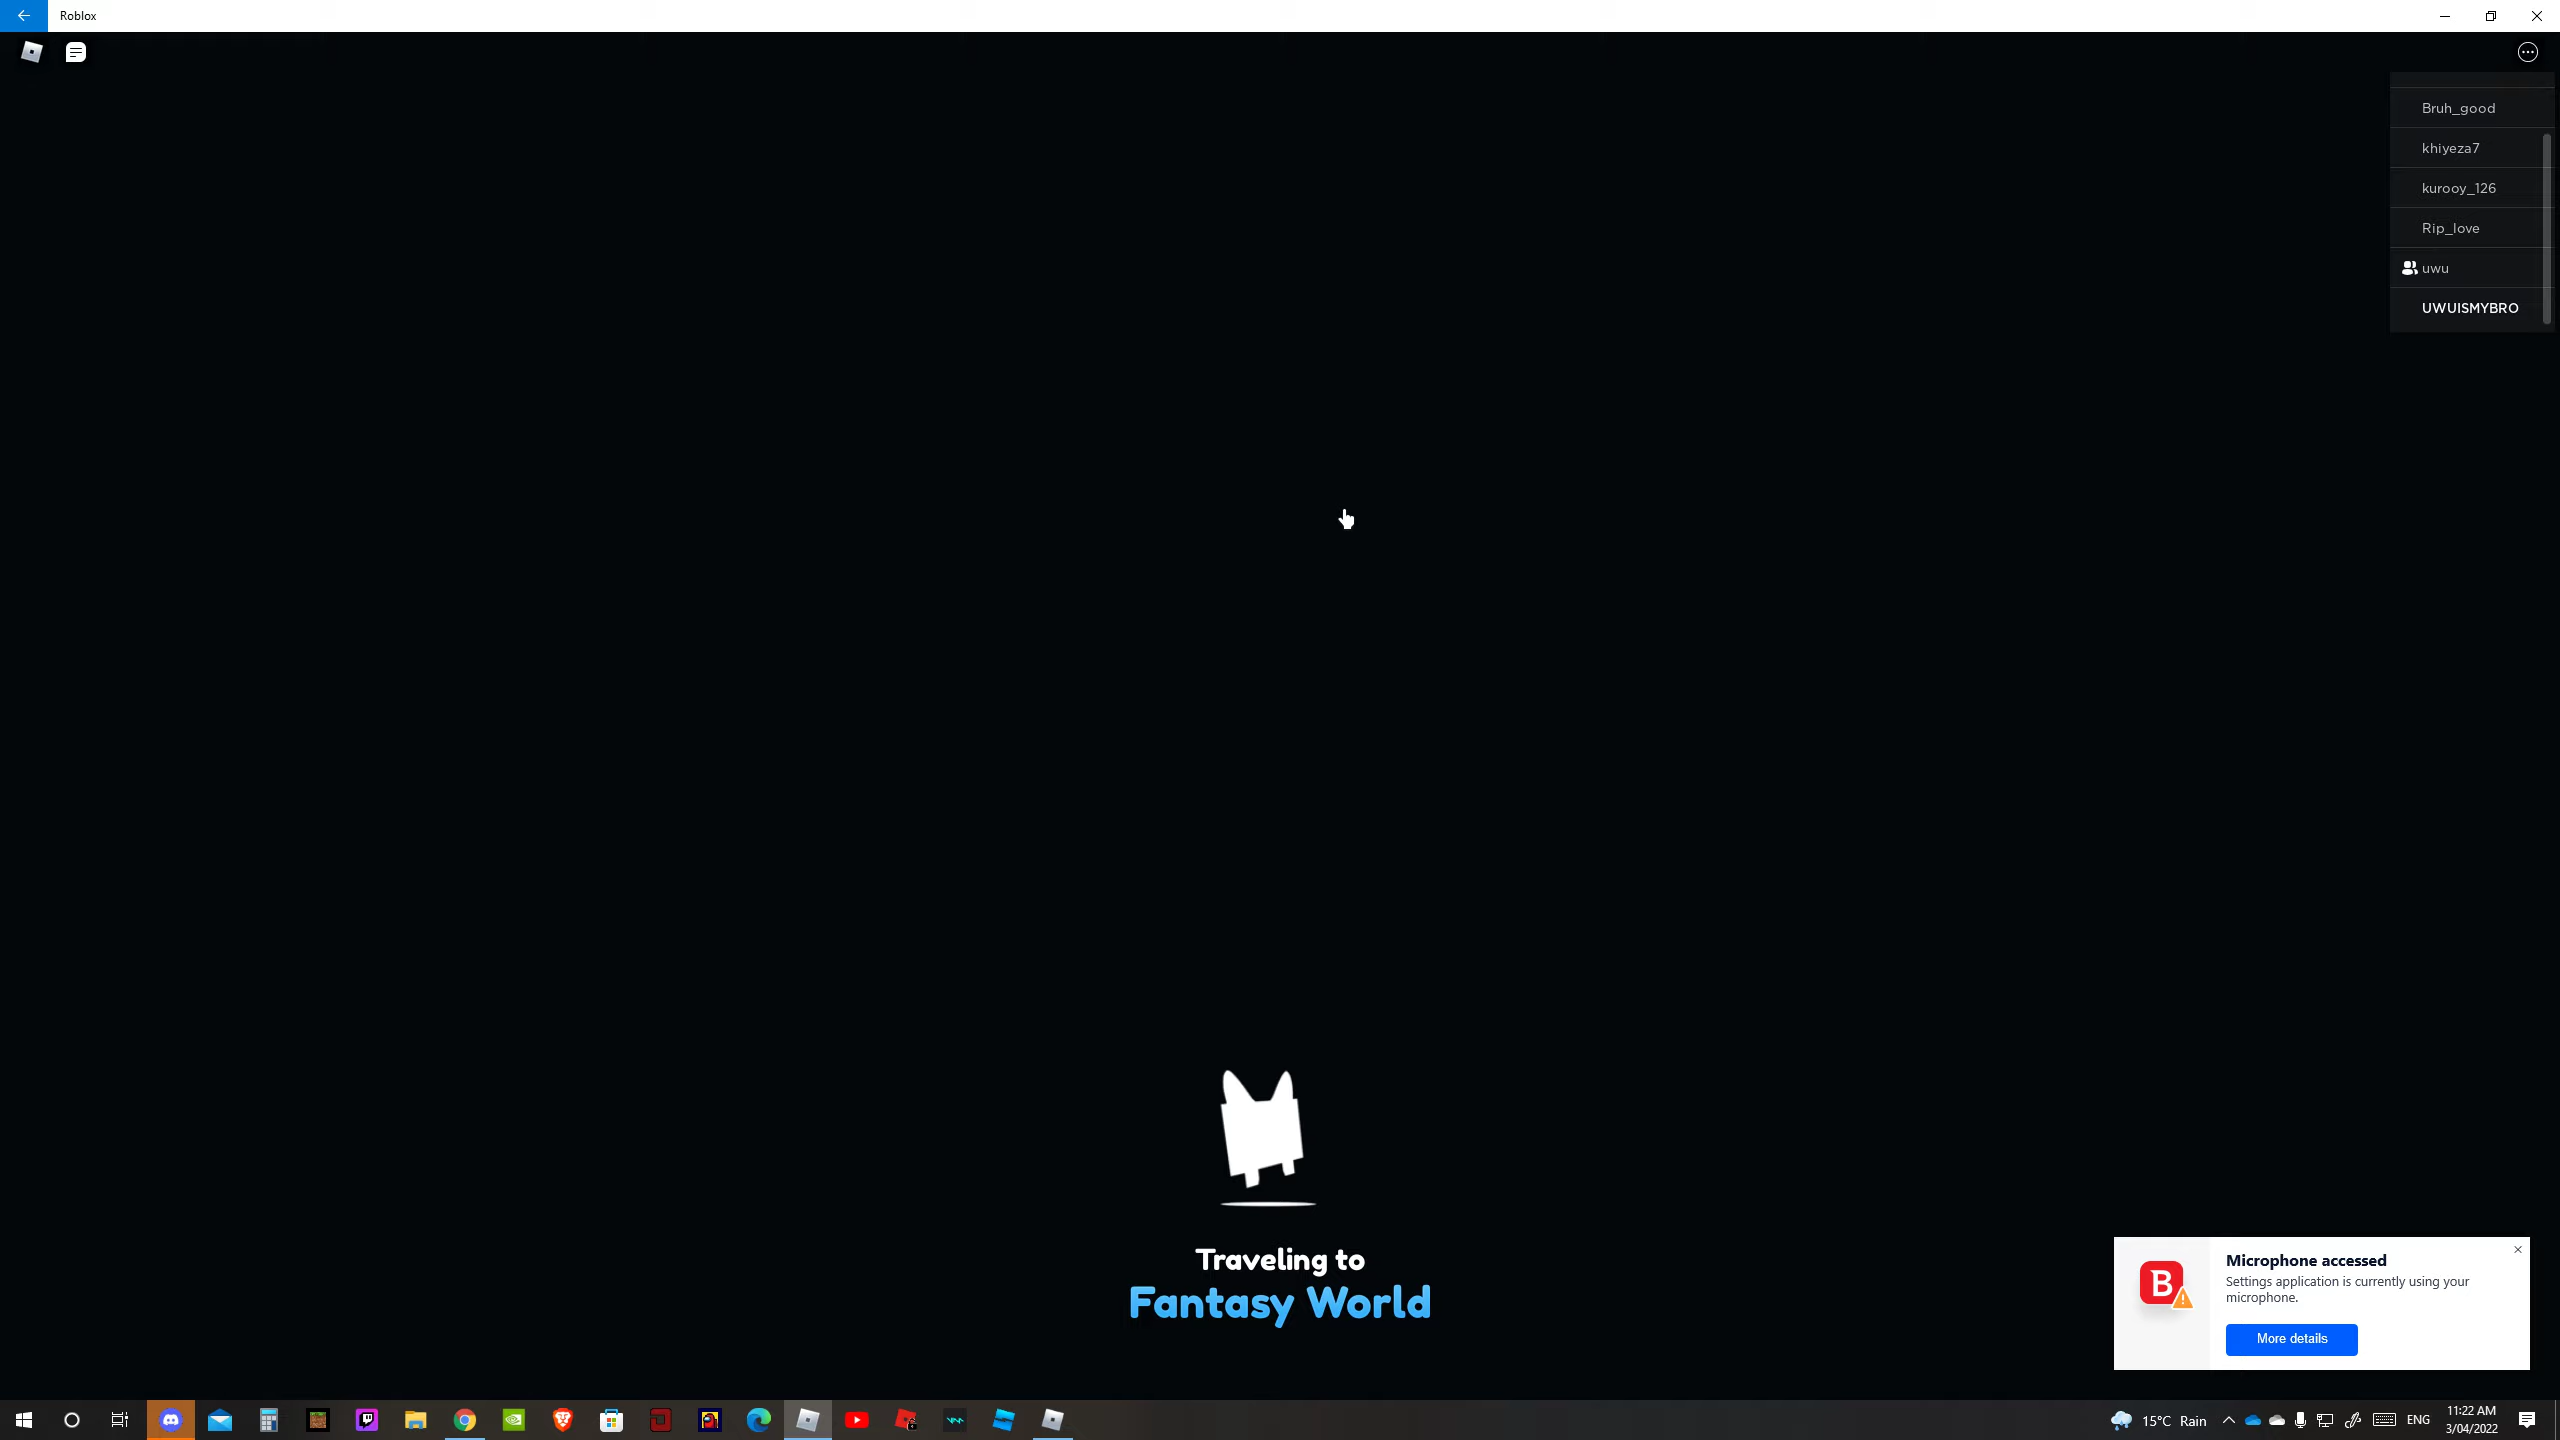 Roblox
Bruh_good
khiyeza7
kurooy_126
Rip_love
uwu
UWUISMYBRO
Traveling to
Fantasy World
B
Microphone accessed
Settings application is currently using your
microphone.
More details
15°C Rain
ENG
11:22 AM
3/04/2022